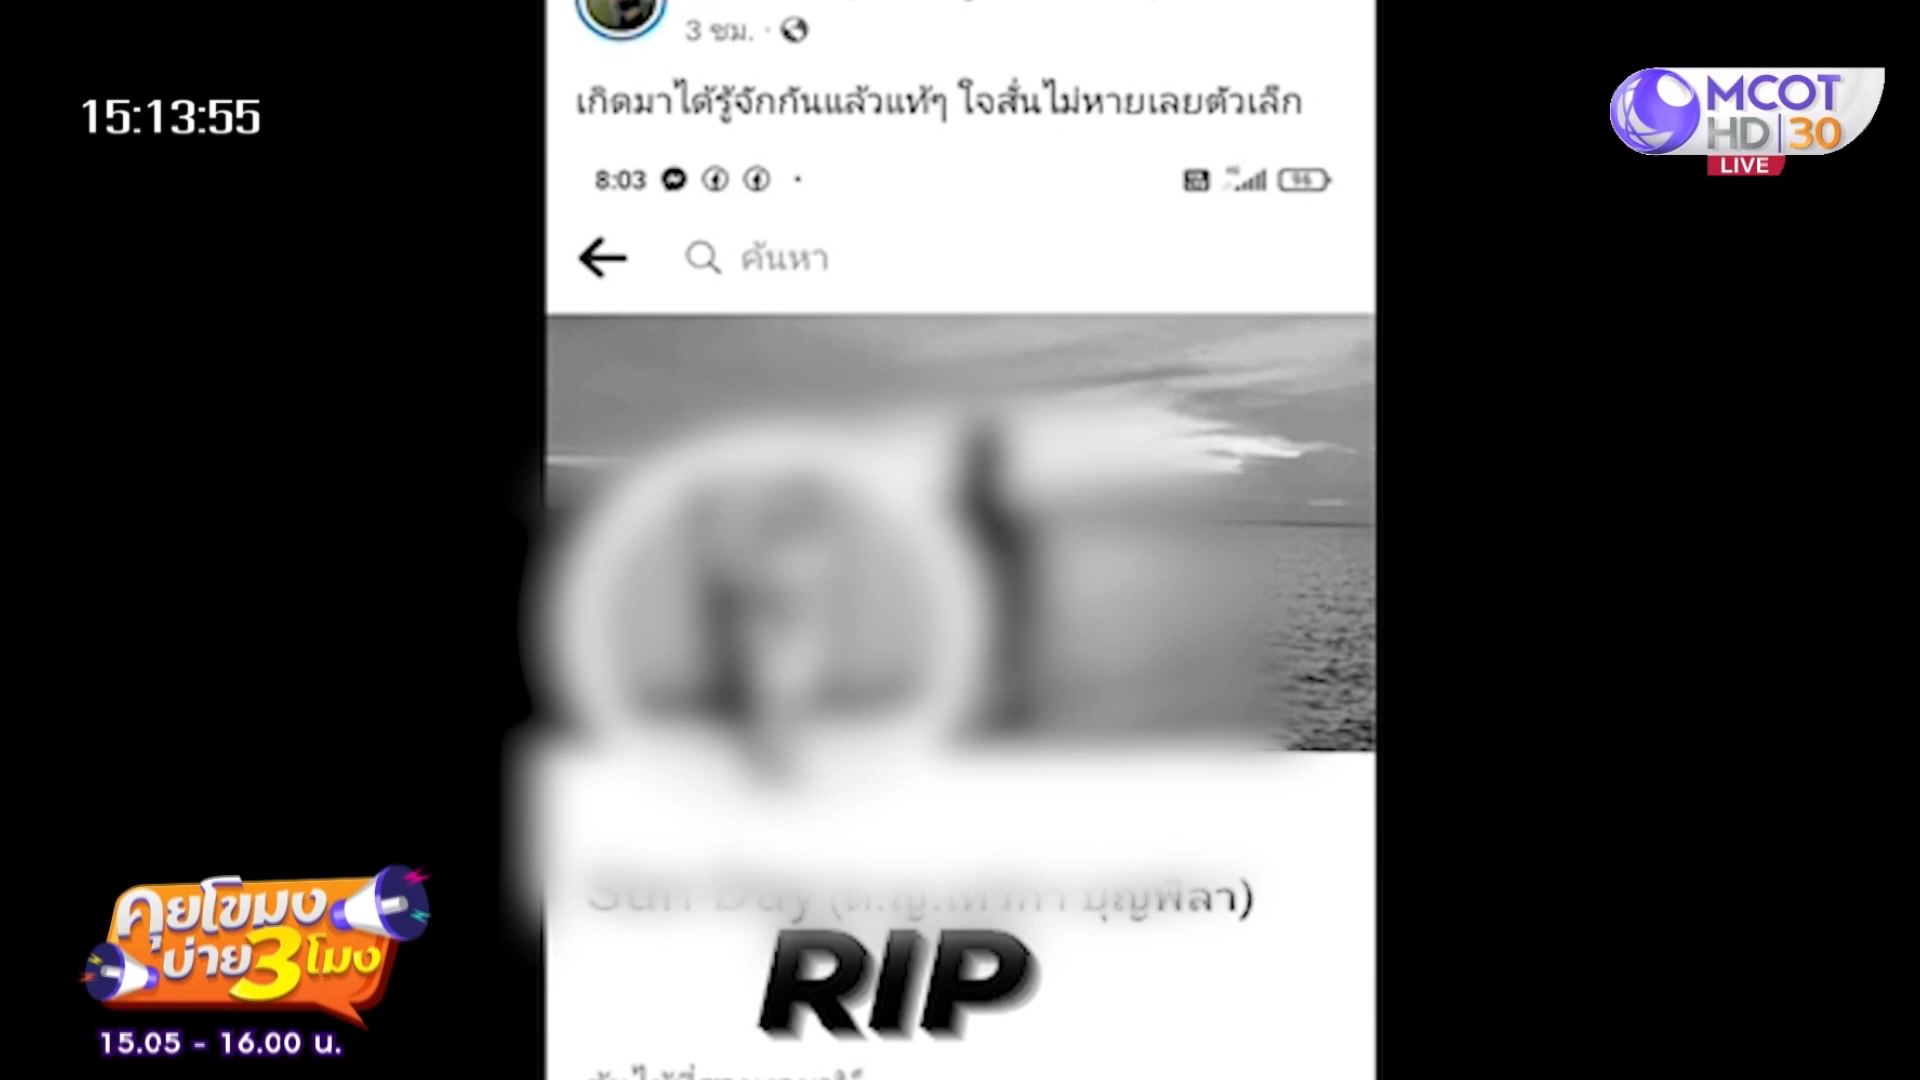 15:13:55
MCOT
HD 30
LIVE
3 ชม.
เกิดมาได้รู้จักกันแล้วแท้ๆ ใจสั่นไม่หายเลยตัวเล็ก
8:03
96
ค้นหา
RIP
คุยโขมง
บ่าย 3 โมง
15.05 - 16.00 น.